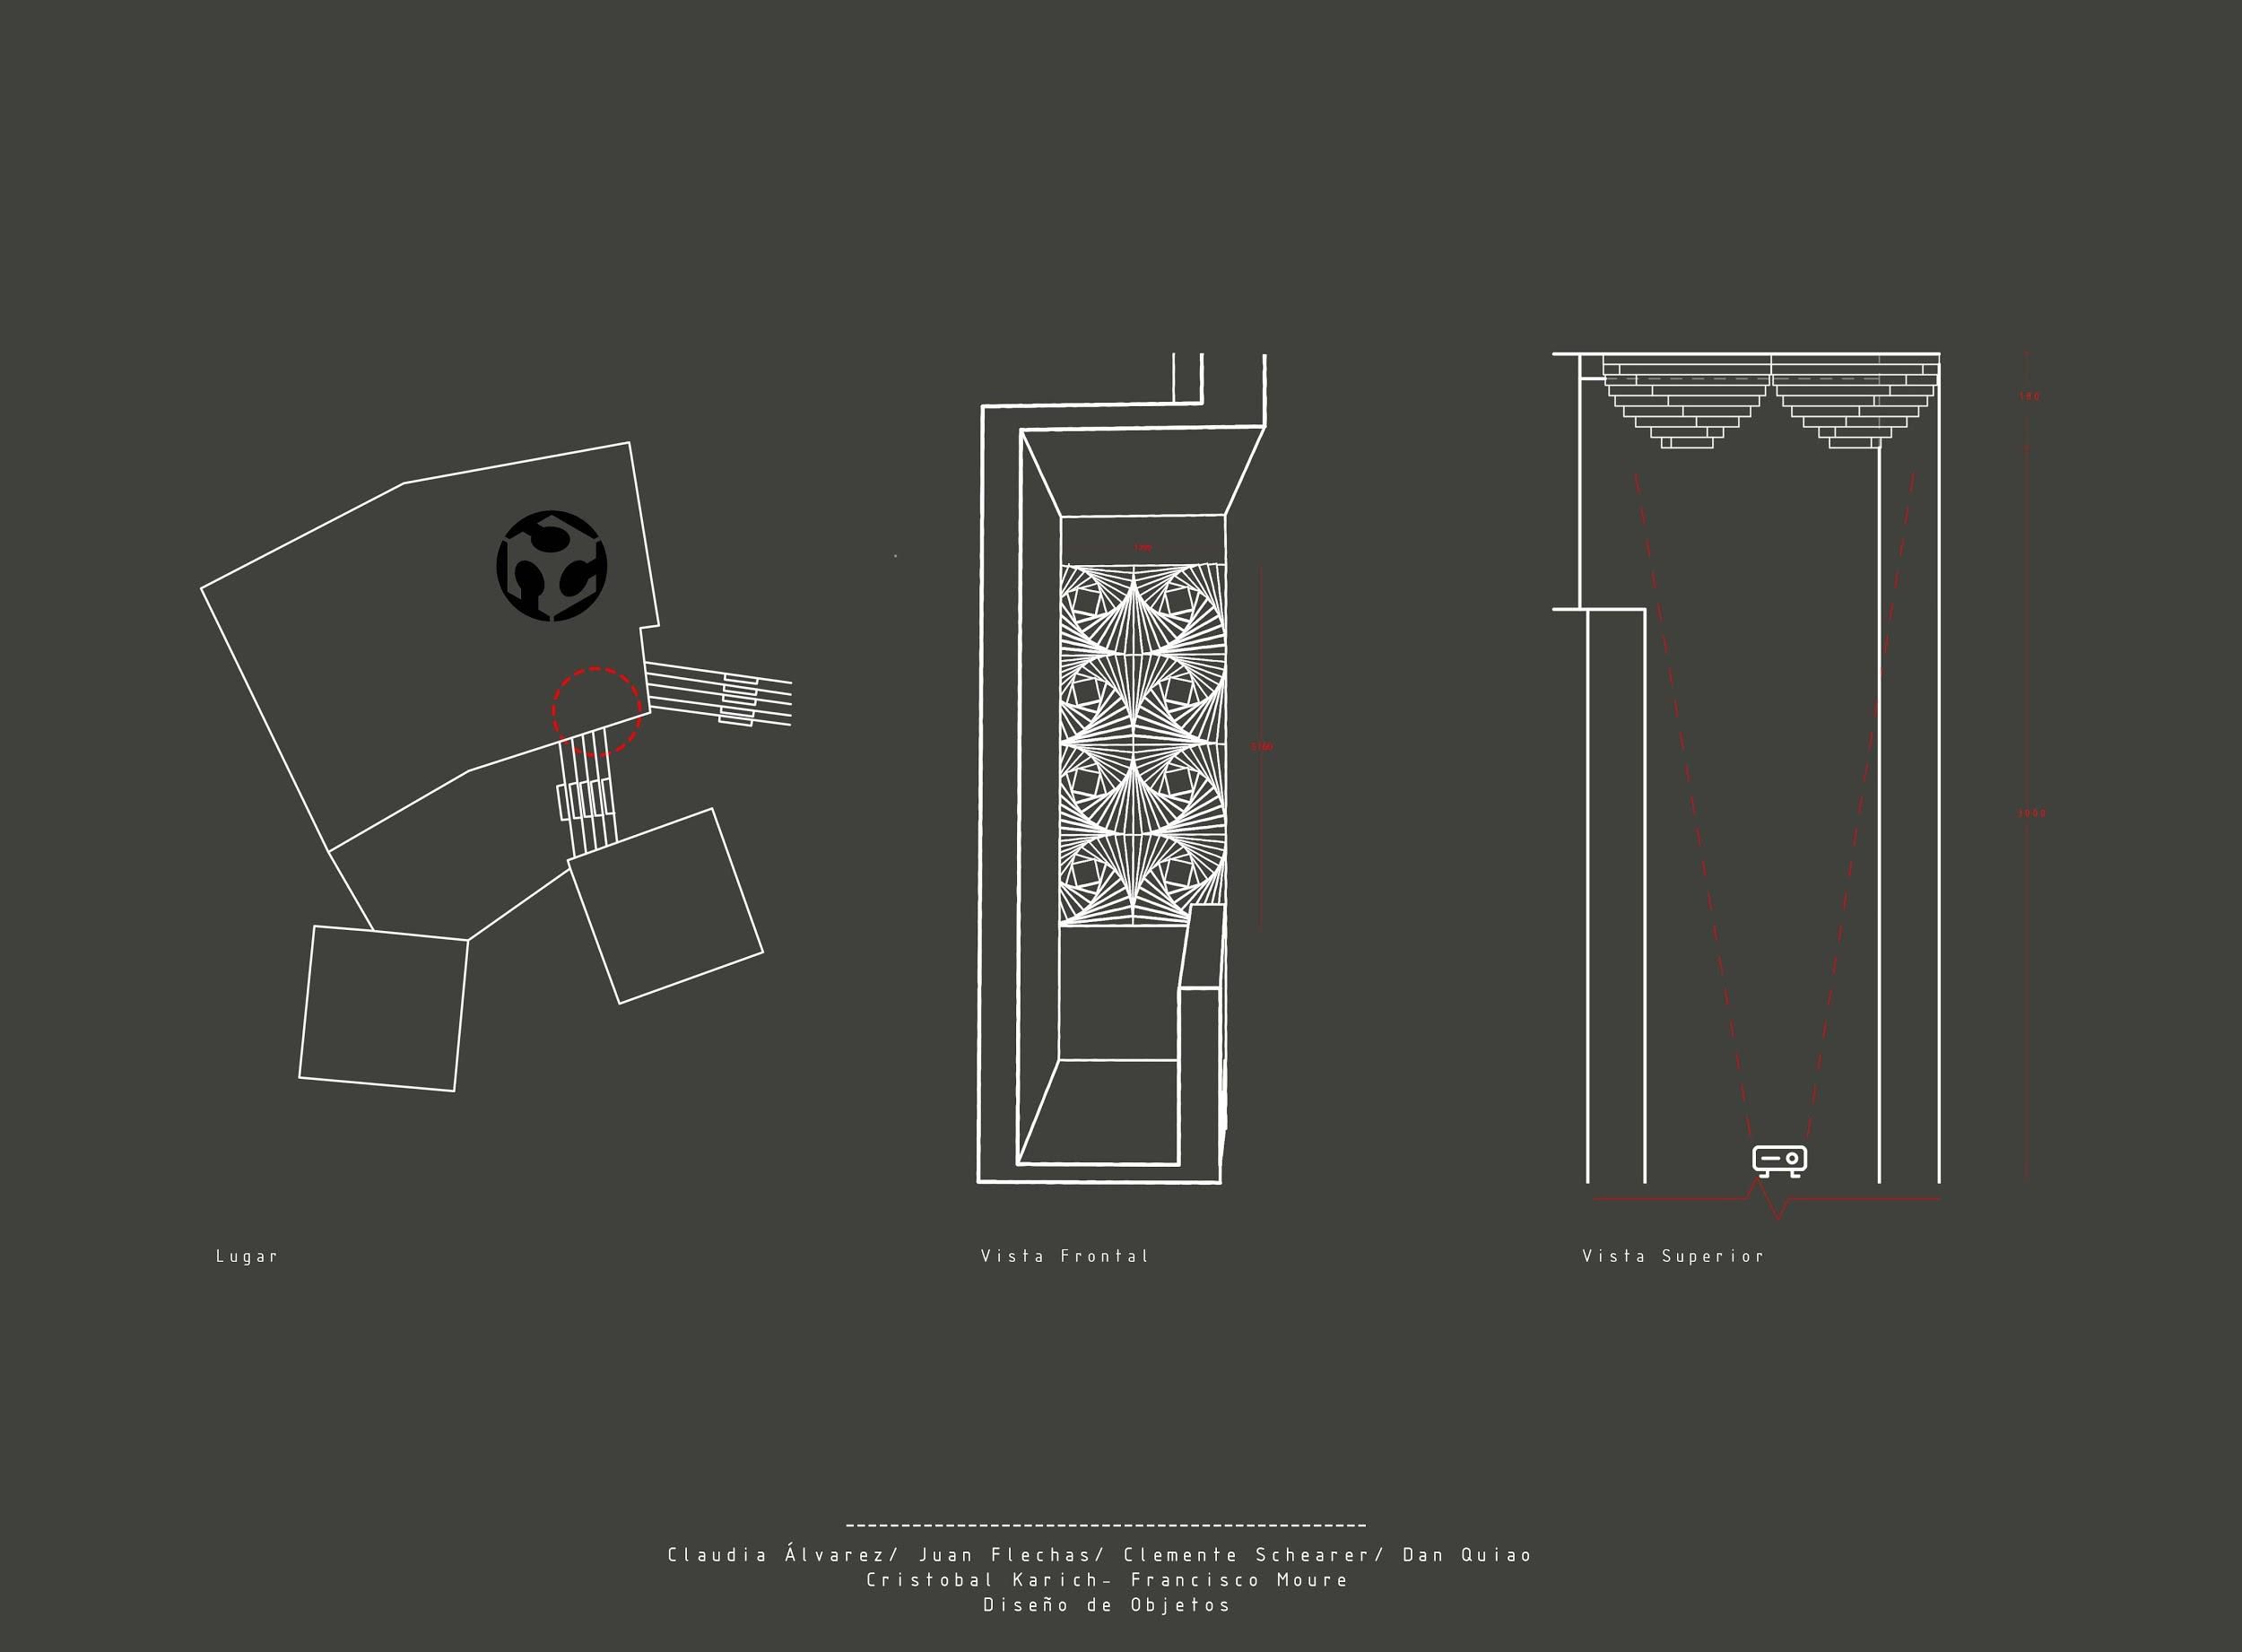 180
Lugar
Vista Frontal
Vista Superior
Claudia Álvarez/ Juan Flechas/ Clemente Schearer/ Dan Quiao
Cristobal Karich- Francisco Moure
Diseño de Objetos